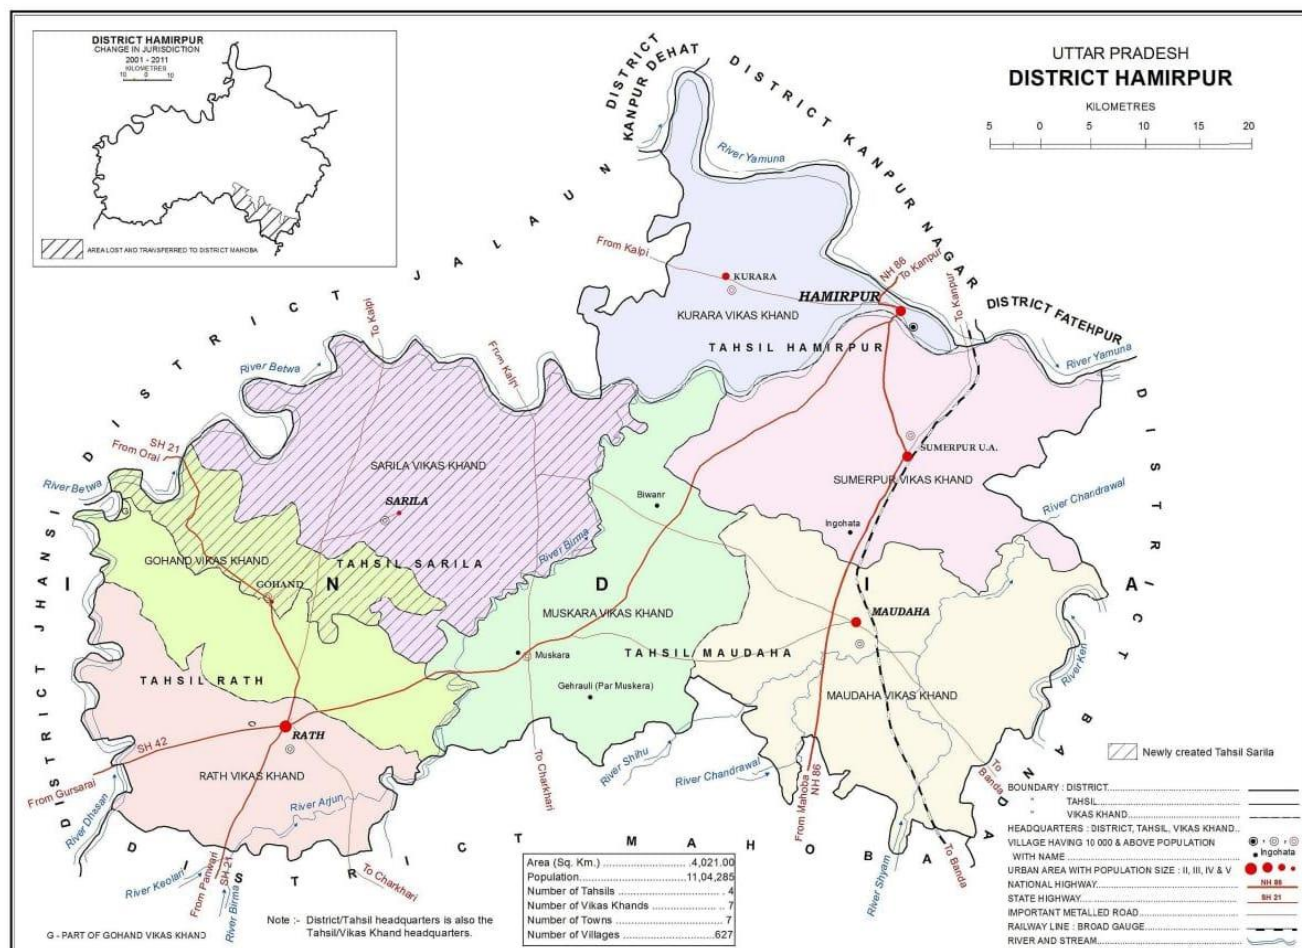 DISTRICT HAMIRPUR
CHANGE IN JURISDICTION
2001 - 2011
KILOMETRES
10 0 10
AREA LOST AND TRANSFERRED TO DISTRICT MAHOBA
UTTAR PRADESH
DISTRICT HAMIRPUR
KILOMETRES
5 0 5 10 15 20
DISTRICT KANPUR DEHAT
DISTRICT KANPUR NAGAR
DISTRICT JALAUN
DISTRICT FATEHPUR
DISTRICT JHANSI
DISTRICT MAHOBA
DISTRICT BANDA
INDIA
River Yamuna
From Kalpi
KURARA
NH 86
To Kanpur
To Kanpur
HAMIRPUR
KURARA VIKAS KHAND
TAHSIL HAMIRPUR
River Yamuna
To Kalpi
From Kalpi
River Betwa
SH 21
From Orai
River Betwa
G
SARILA VIKAS KHAND
SARILA
TAHSIL SARILA
GOHAND VIKAS KHAND
GOHAND
River Birma
Biwanr
SUMERPUR U.A.
SUMERPUR VIKAS KHAND
Ingohata
River Chandrawal
MUSKARA VIKAS KHAND
MAUDAHA
TAHSIL MAUDAHA
Muskara
Gehrauli (Par Muskera)
MAUDAHA VIKAS KHAND
River Ken
TAHSIL RATH
RATH
SH 42
From Gursarai
RATH VIKAS KHAND
River Dhasan
River Arjun
River Keolari
From Panwari
SH 21
River Birma
To Charkhari
To Charkhari
River Shihu
River Chandrawal
From Mahoba
NH 86
River Shyam
To Banda
To Banda
Newly created Tahsil Sarila
BOUNDARY : DISTRICT
" TAHSIL
" VIKAS KHAND
HEADQUARTERS : DISTRICT, TAHSIL, VIKAS KHAND
VILLAGE HAVING 10 000 & ABOVE POPULATION
WITH NAME Ingohata
URBAN AREA WITH POPULATION SIZE : II, III, IV & V
NATIONAL HIGHWAY NH 86
STATE HIGHWAY SH 21
IMPORTANT METALLED ROAD
RAILWAY LINE : BROAD GAUGE
RIVER AND STREAM
Area (Sq. Km.) 4,021.00
Population 11,04,285
Number of Tahsils 4
Number of Vikas Khands 7
Number of Towns 7
Number of Villages 627
Note :- District/Tahsil headquarters is also the
Tahsil/Vikas Khand headquarters.
G - PART OF GOHAND VIKAS KHAND